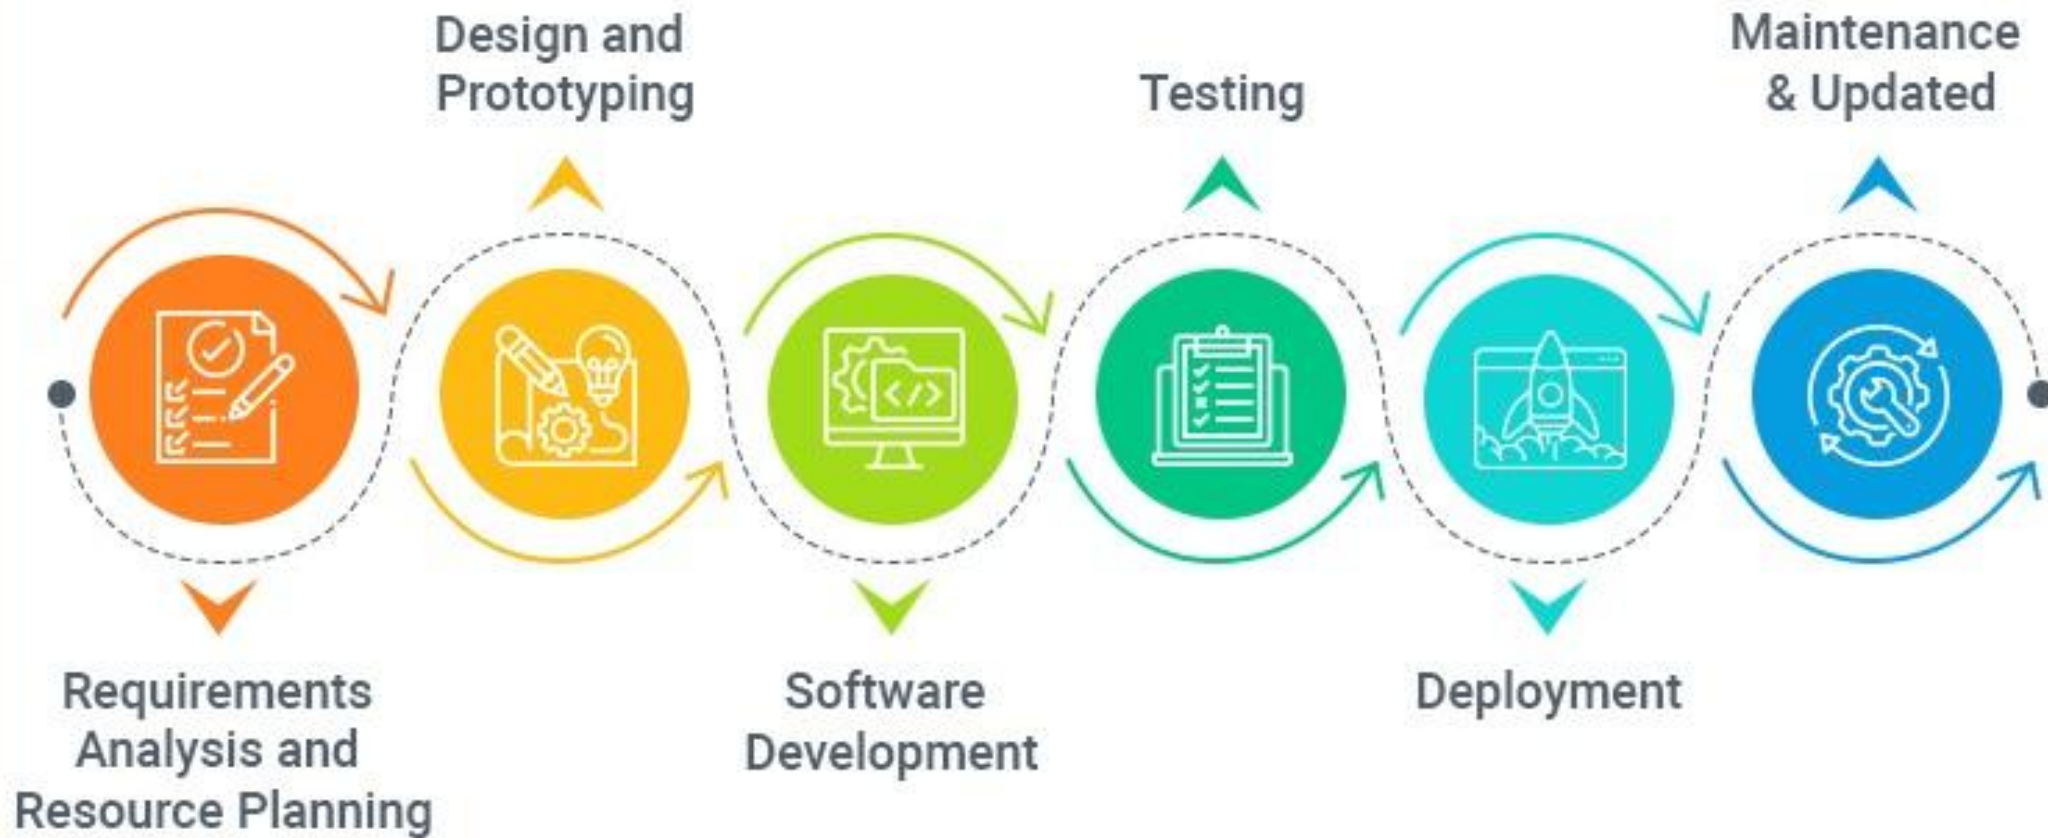 Requirements
Analysis and
Resource Planning
Design and
Prototyping
Software
Development
Testing
Deployment
Maintenance
& Updated